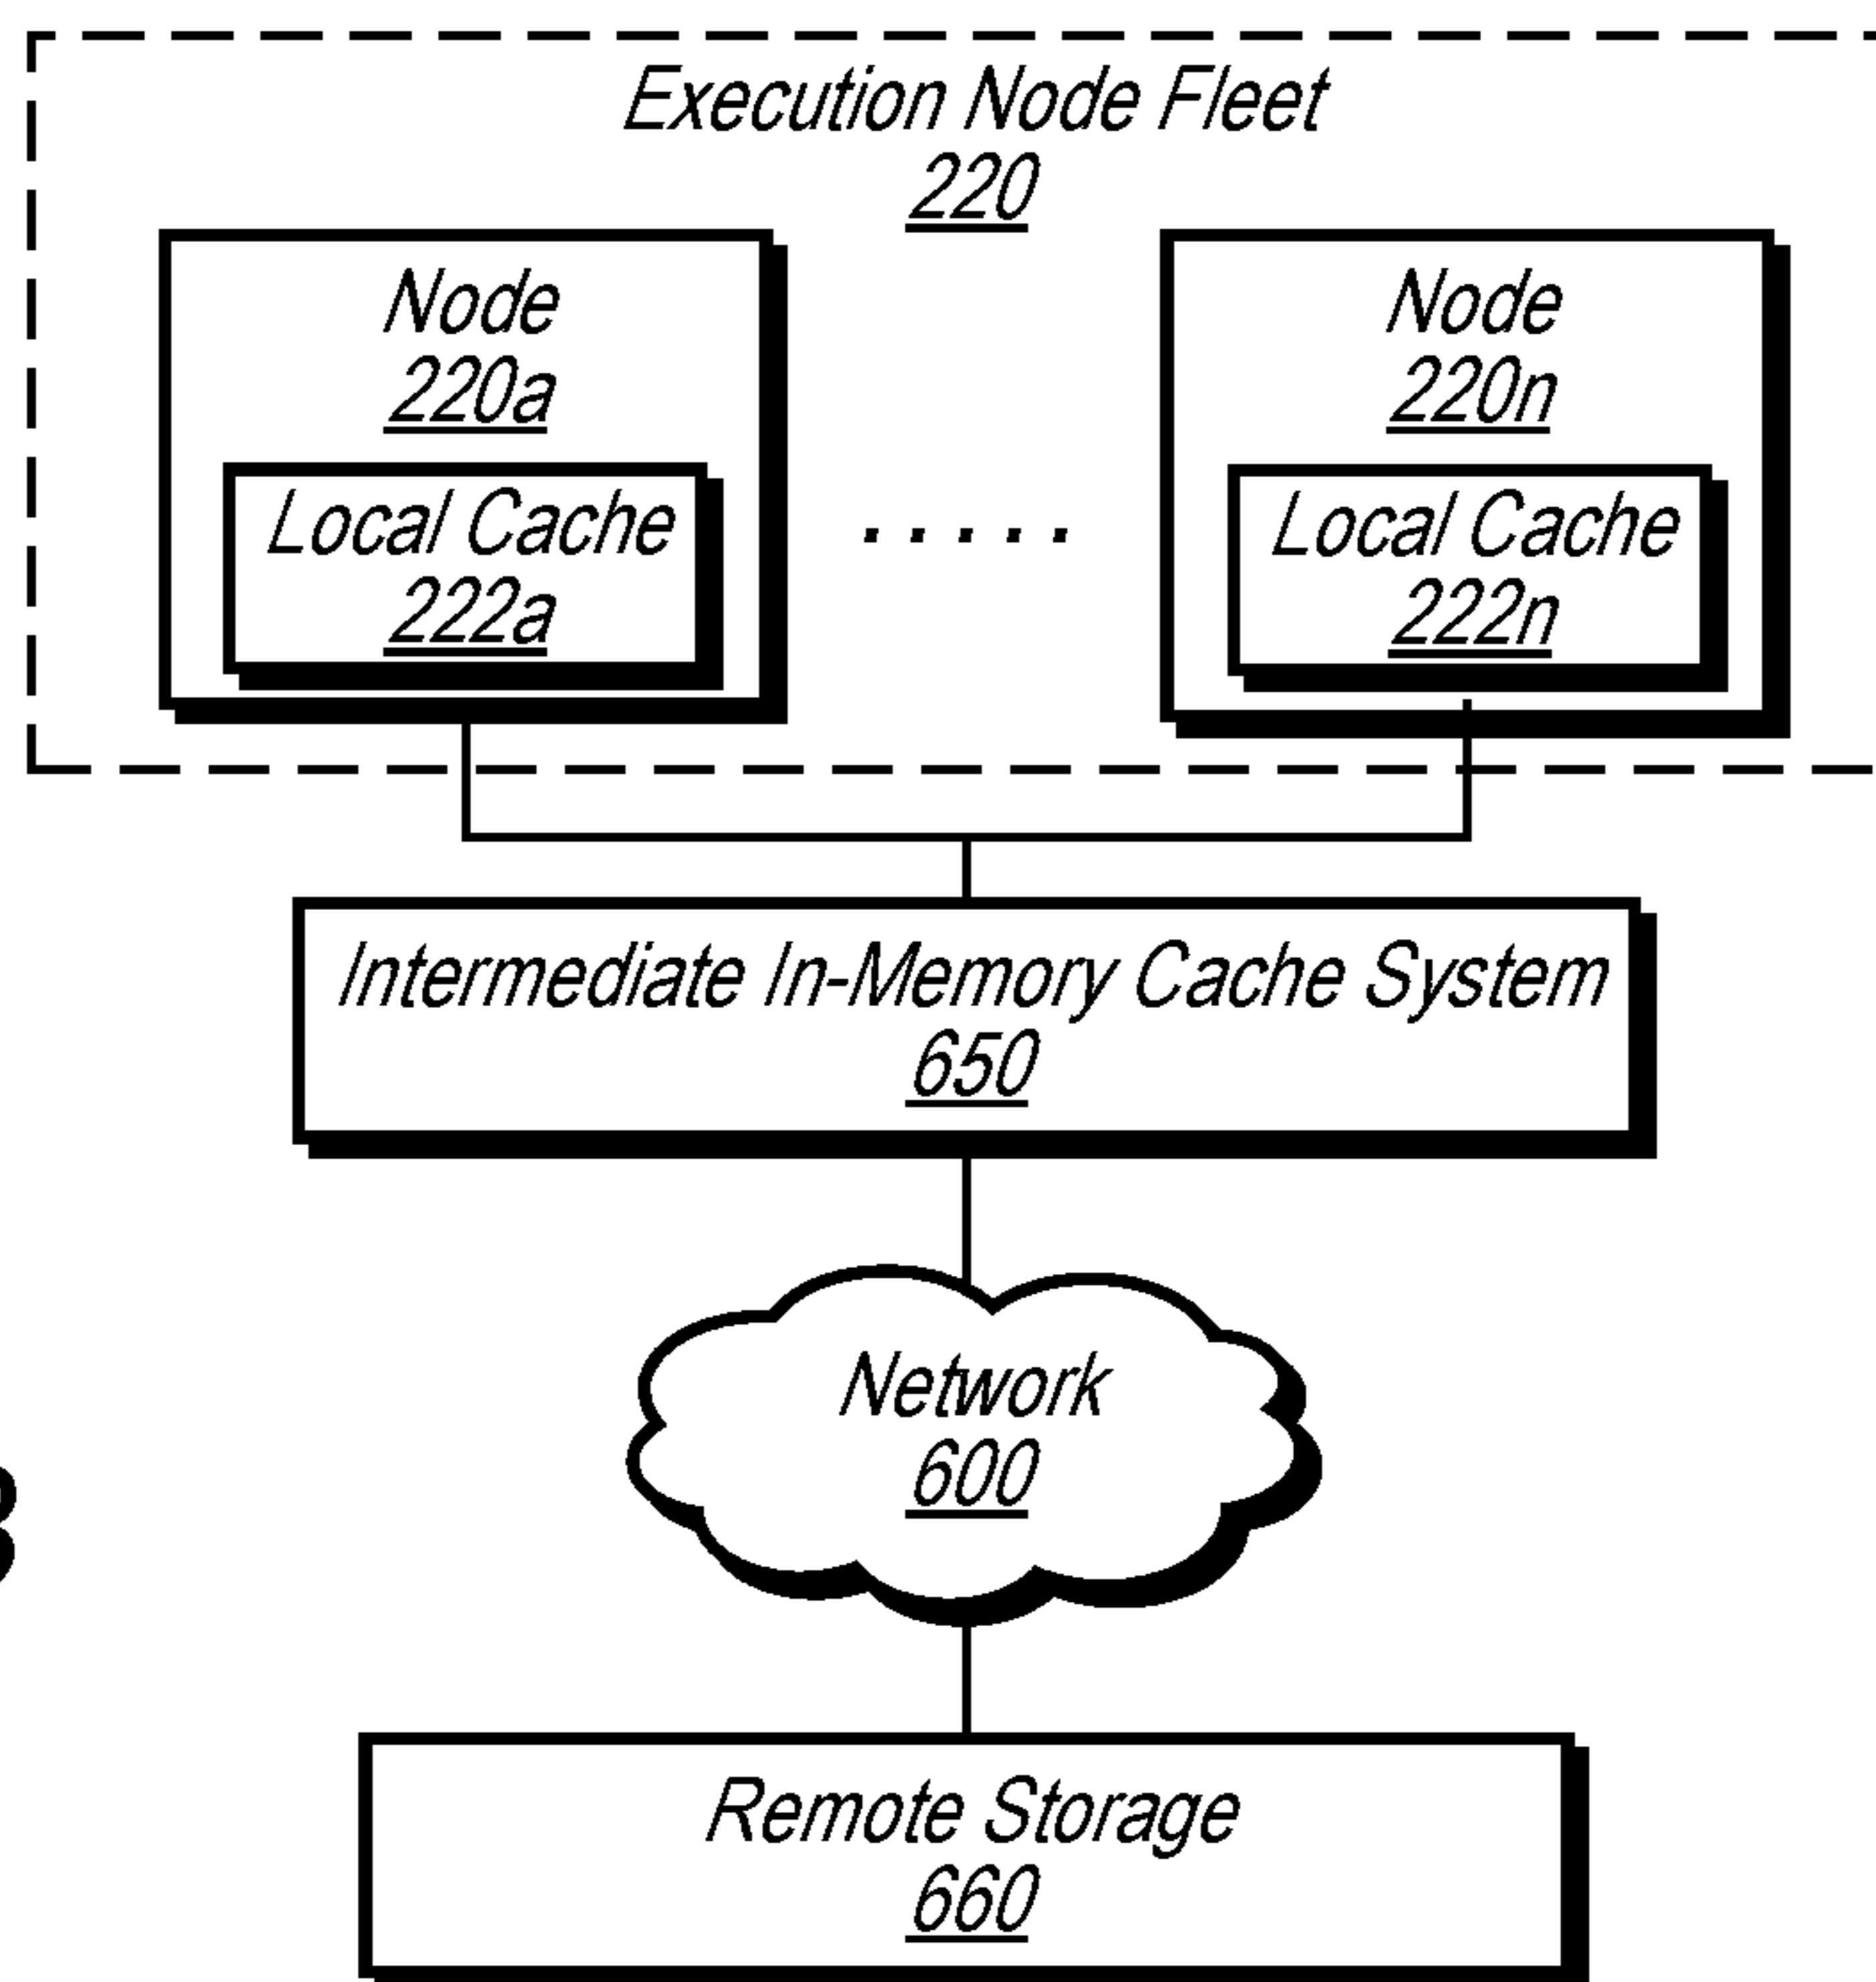 Execution Node Fleet
220
Node
220a
Local Cache
222a
.....
Node
220n
Local Cache
222n
Intermediate In-Memory Cache System
650
Network
600
Remote Storage
660